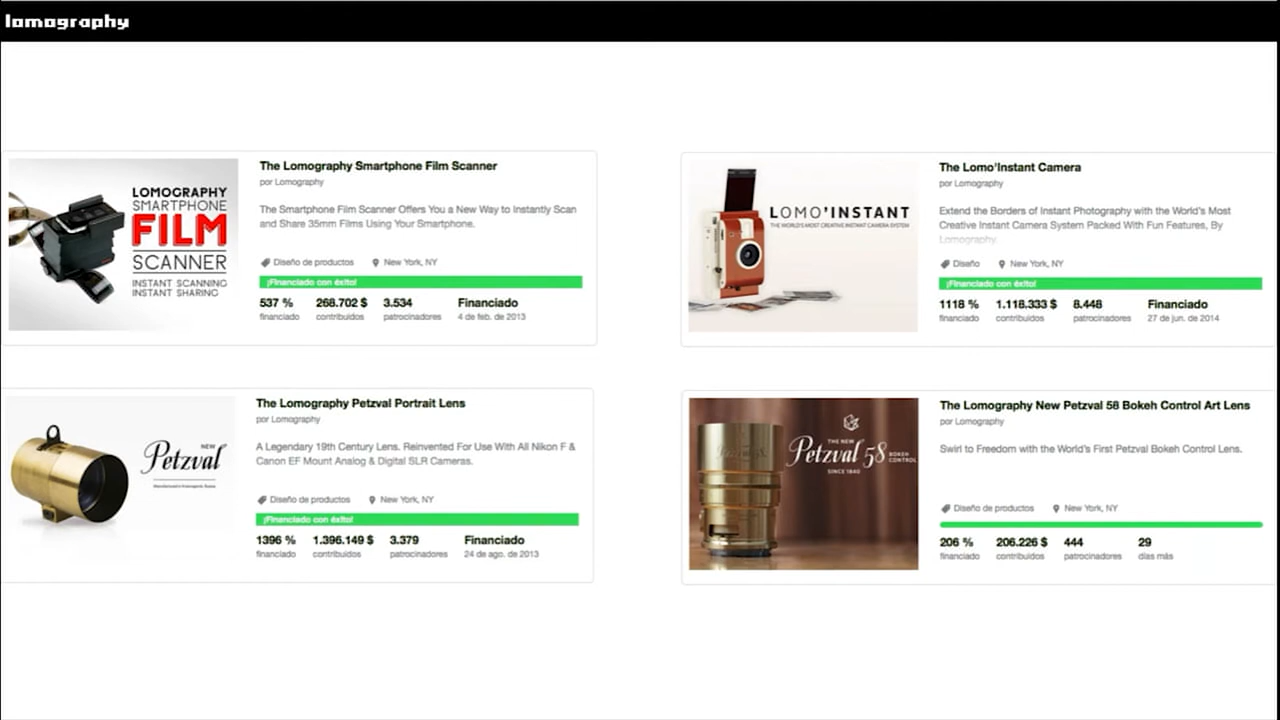 lomography
LOMOGRAPHY
SMARTPHONE
FILM
SCANNER
INSTANT SCANNING
INSTANT SHARING
The Lomography Smartphone Film Scanner
por Lomography
The Smartphone Film Scanner Offers You a New Way to Instantly Scan
and Share 35mm Films Using Your Smartphone.
Diseño de productos New York, NY
¡Financiado con éxito!
537 % 268.702 $ 3.534 Financiado
financiado contribuidos patrocinadores 4 de feb. de 2013
LOMO'INSTANT
THE WORLD'S MOST CREATIVE INSTANT CAMERA SYSTEM
The Lomo'Instant Camera
por Lomography
Extend the Borders of Instant Photography with the World's Most
Creative Instant Camera System Packed With Fun Features, By
Lomography.
Diseño New York, NY
¡Financiado con éxito!
1118 % 1.118.333 $ 8.448 Financiado
financiado contribuidos patrocinadores 27 de jun. de 2014
NEW
Petzval
The Lomography Petzval Portrait Lens
por Lomography
A Legendary 19th Century Lens. Reinvented For Use With All Nikon F &
Canon EF Mount Analog & Digital SLR Cameras.
Diseño de productos New York, NY
¡Financiado con éxito!
1396 % 1.396.149 $ 3.379 Financiado
financiado contribuidos patrocinadores 24 de ago. de 2013
THE NEW
Petzval 58 BOKEH
CONTROL
SINCE 1840
The Lomography New Petzval 58 Bokeh Control Art Lens
por Lomography
Swirl to Freedom with the World's First Petzval Bokeh Control Lens.
Diseño de productos New York, NY
206 % 206.226 $ 444 29
financiado contribuidos patrocinadores días más